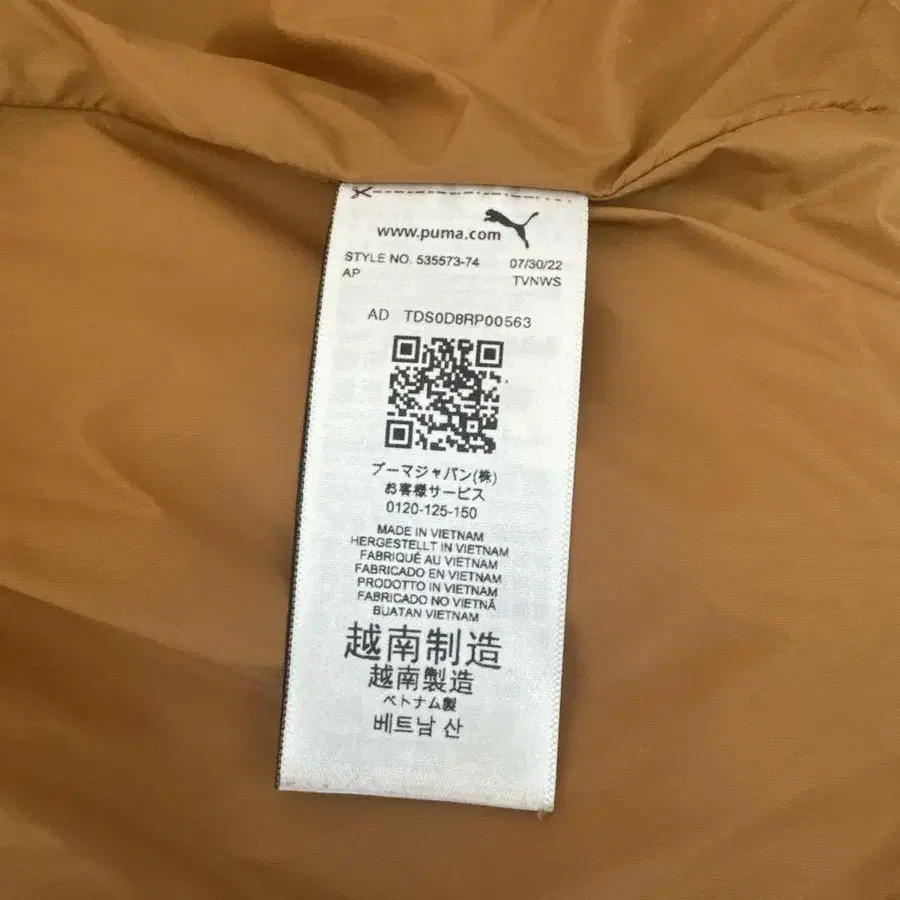 www.puma.com
STYLE NO. 535573-74 07/30/22
AP TVNWS
AD TDS0D8RP00563
プーマジャパン(株)
お客様サービス
0120-125-150
MADE IN VIETNAM
HERGESTELLT IN VIETNAM
FABRIQUÉ AU VIETNAM
FABRICADO EN VIETNAM
PRODOTTO IN VIETNAM
FABRICADO NO VIETNÃ
BUATAN VIETNAM
越南制造
越南製造
ベトナム製
베트남 산